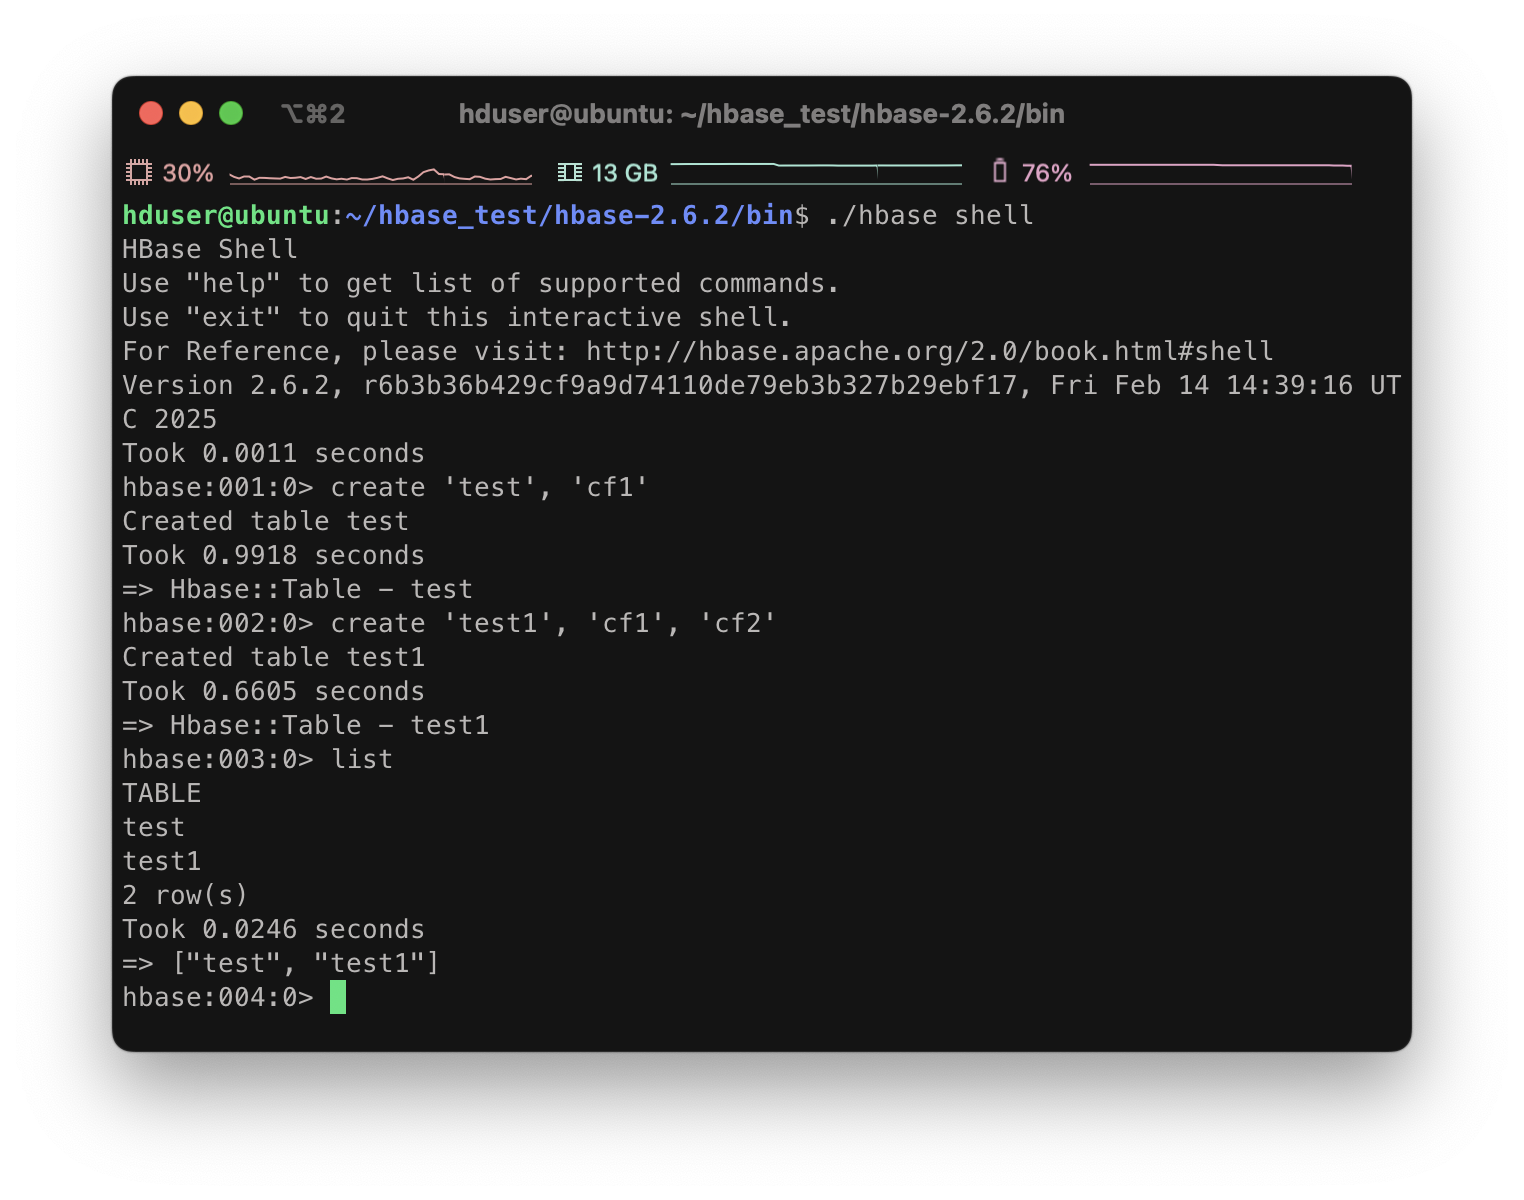 ⌥⌘2 hduser@ubuntu: ~/hbase_test/hbase-2.6.2/bin
30% 13 GB 76%
hduser@ubuntu:~/hbase_test/hbase-2.6.2/bin$ ./hbase shell
HBase Shell
Use "help" to get list of supported commands.
Use "exit" to quit this interactive shell.
For Reference, please visit: http://hbase.apache.org/2.0/book.html#shell
Version 2.6.2, r6b3b36b429cf9a9d74110de79eb3b327b29ebf17, Fri Feb 14 14:39:16 UT
C 2025
Took 0.0011 seconds
hbase:001:0> create 'test', 'cf1'
Created table test
Took 0.9918 seconds
=> Hbase::Table - test
hbase:002:0> create 'test1', 'cf1', 'cf2'
Created table test1
Took 0.6605 seconds
=> Hbase::Table - test1
hbase:003:0> list
TABLE
test
test1
2 row(s)
Took 0.0246 seconds
=> ["test", "test1"]
hbase:004:0>